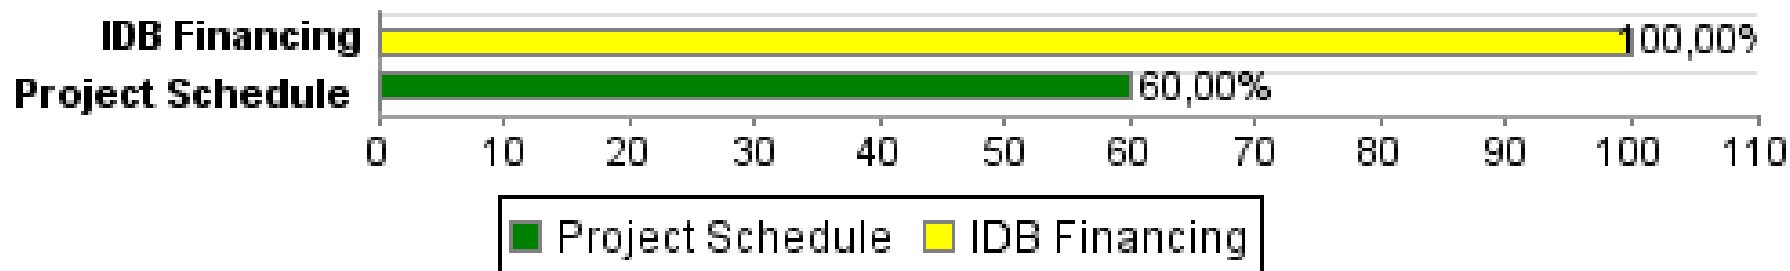 IDB Financing
100,00%
Project Schedule
60,00%
0 10 20 30 40 50 60 70 80 90 100 110
Project Schedule IDB Financing